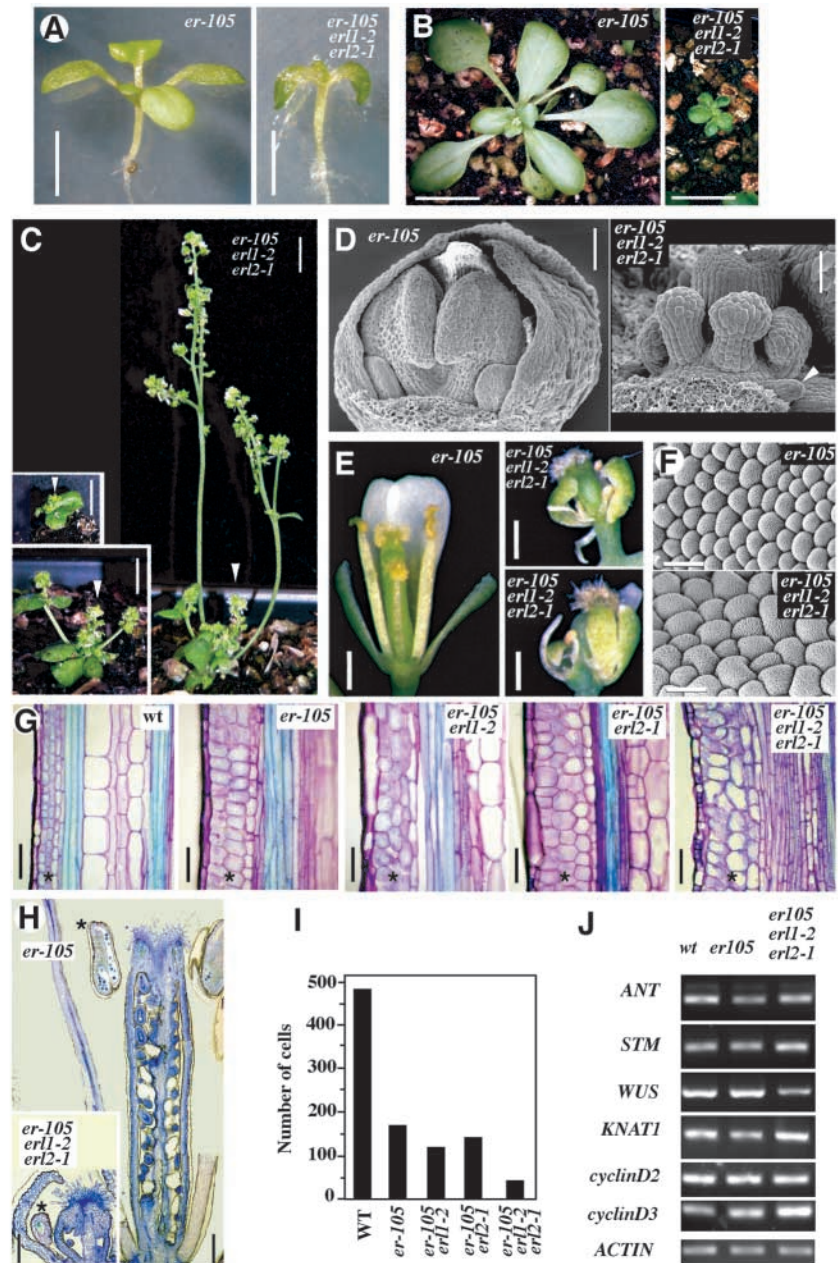 A
er-105
er-105
erl1-2
erl2-1
B
er-105
er-105
erl1-2
erl2-1
C
er-105
erl1-2
erl2-1
D
er-105
er-105
erl1-2
erl2-1
E
er-105
er-105
erl1-2
erl2-1
er-105
erl1-2
erl2-1
F
er-105
er-105
erl1-2
erl2-1
G
wt
*
er-105
*
er-105
erl1-2
*
er-105
erl2-1
*
er-105
erl1-2
erl2-1
*
H
er-105
*
er-105
erl1-2
erl2-1
*
I
Number of cells
500
400
300
200
100
0
WT
er-105
er-105
erl1-2
er-105
erl2-1
er-105
erl1-2
erl2-1
J
wt
er105
er105
erl1-2
erl2-1
ANT
STM
WUS
KNAT1
cyclinD2
cyclinD3
ACTIN